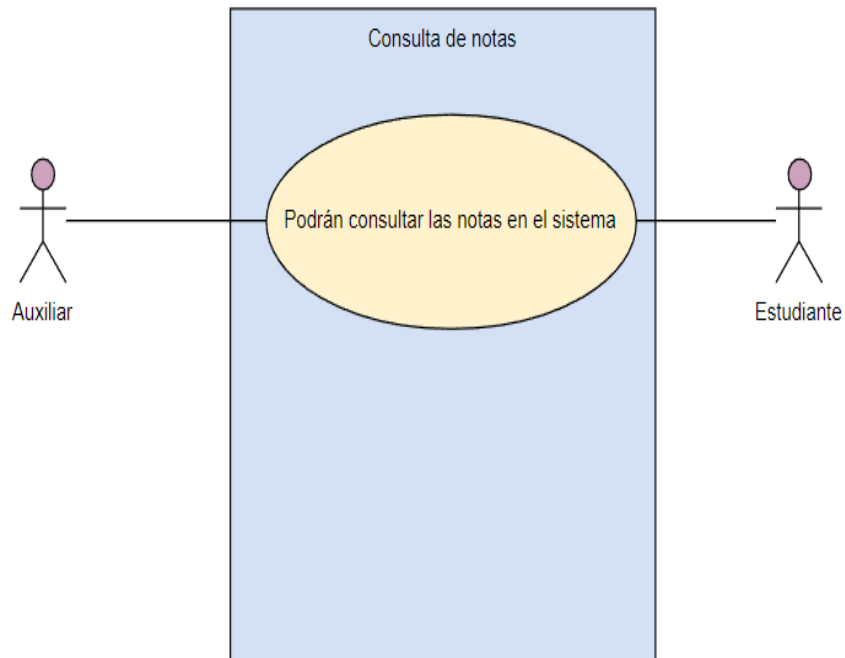 Consulta de notas
Podrán consultar las notas en el sistema
Auxiliar
Estudiante